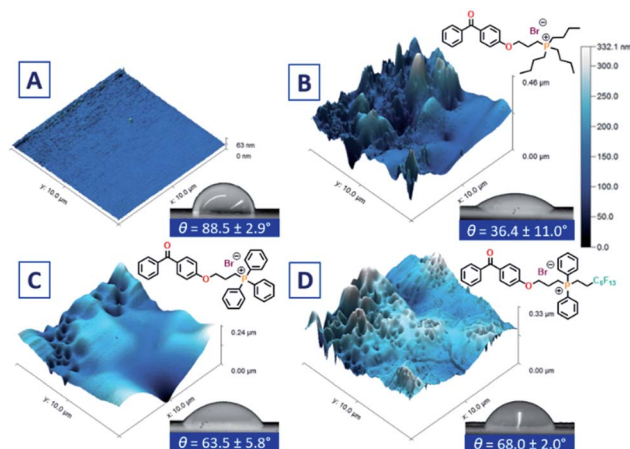 A
63 nm
0 nm
y: 10.0 µm
x: 10.0 µm
θ = 88.5 ± 2.9°
B
O
O
Br
P
332.1 nm
300.0
250.0
200.0
150.0
100.0
50.0
0.0
0.46 µm
0.00 µm
y: 10.0 µm
x: 10.0 µm
θ = 36.4 ± 11.0°
C
O
O
Br
P
0.24 µm
0.00 µm
y: 10.0 µm
x: 10.0 µm
θ = 63.5 ± 5.8°
D
O
O
Br
P
C6F13
0.33 µm
0.00 µm
y: 10.0 µm
x: 10.0 µm
θ = 68.0 ± 2.0°